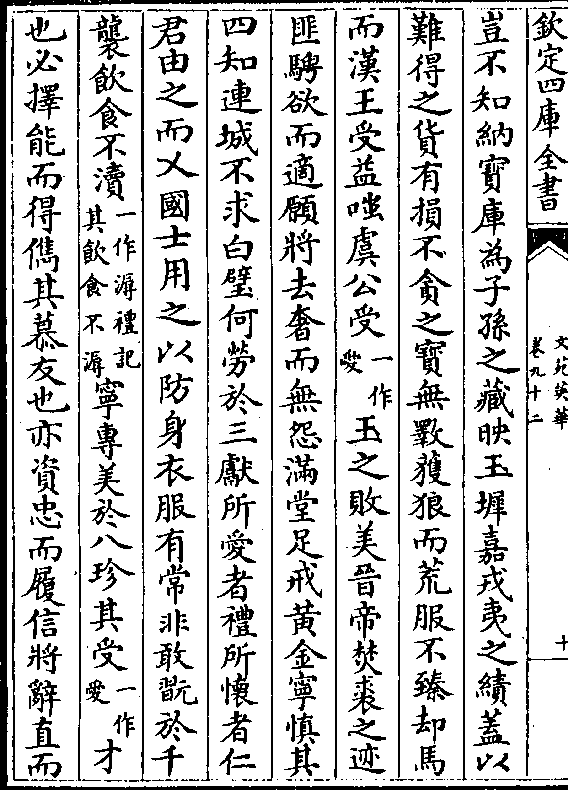 欽定四庫全書
文苑英華
卷九十二
十
豈不知納寶庫為子孫之藏映玉墀嘉戎夷之績蓋以
難得之貨有損不貪之寶無斁獲狼而荒服不臻却馬
而漢王受益嗤虞公受一作愛玉之敗美晉帝焚裘之迹
匪騁欲而適願將去奢而無怨滿堂足戒黃金寧慎其
四知連城不求白璧何勞於三獻所愛者禮所懷者仁
君由之而乂國士用之以防身衣服有常非敢翫於千
襲飲食不瀆一作溽禮記其飲食不溽寧專美於八珍其受一作愛才
也必擇能而得儁其慕友也亦資忠而履信將辭直而